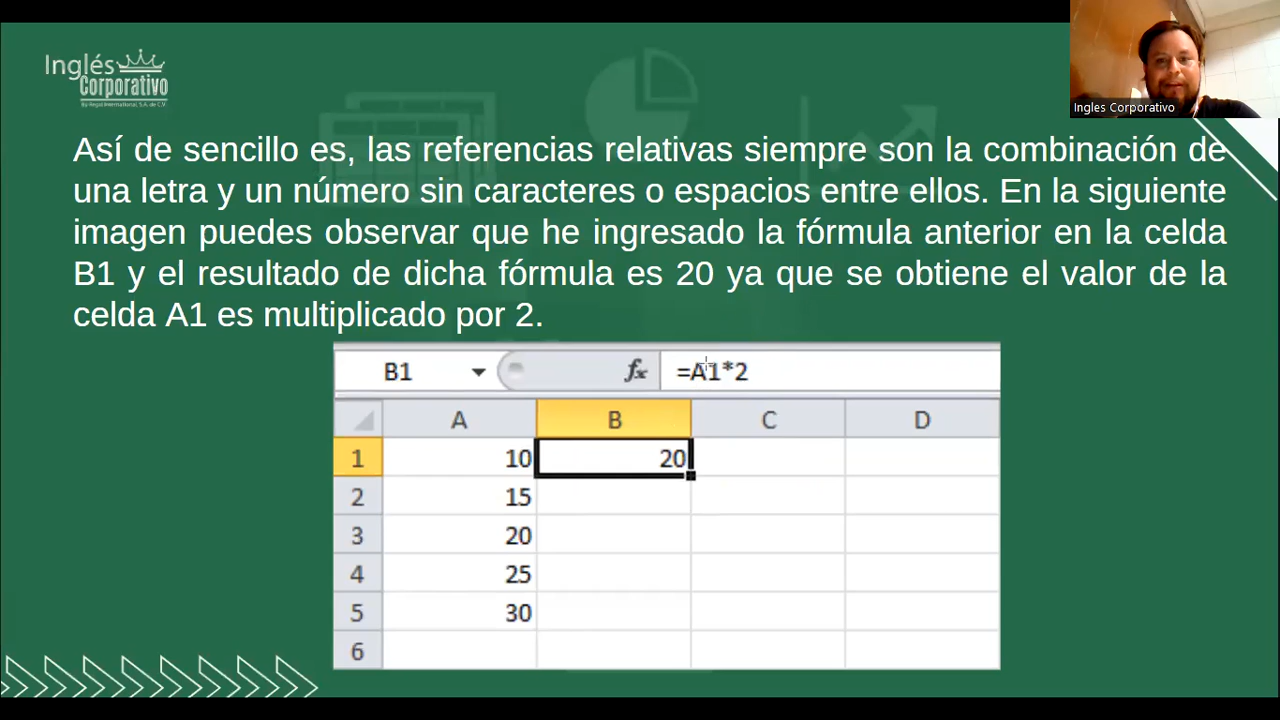 Inglés
Corporativo
By Regal International, S.A. de C.V.
Ingles Corporativo
Así de sencillo es, las referencias relativas siempre son la combinación de
una letra y un número sin caracteres o espacios entre ellos. En la siguiente
imagen puedes observar que he ingresado la fórmula anterior en la celda
B1 y el resultado de dicha fórmula es 20 ya que se obtiene el valor de la
celda A1 es multiplicado por 2.
B1 fx =A1*2
A B C D
1 10 20
2 15
3 20
4 25
5 30
6